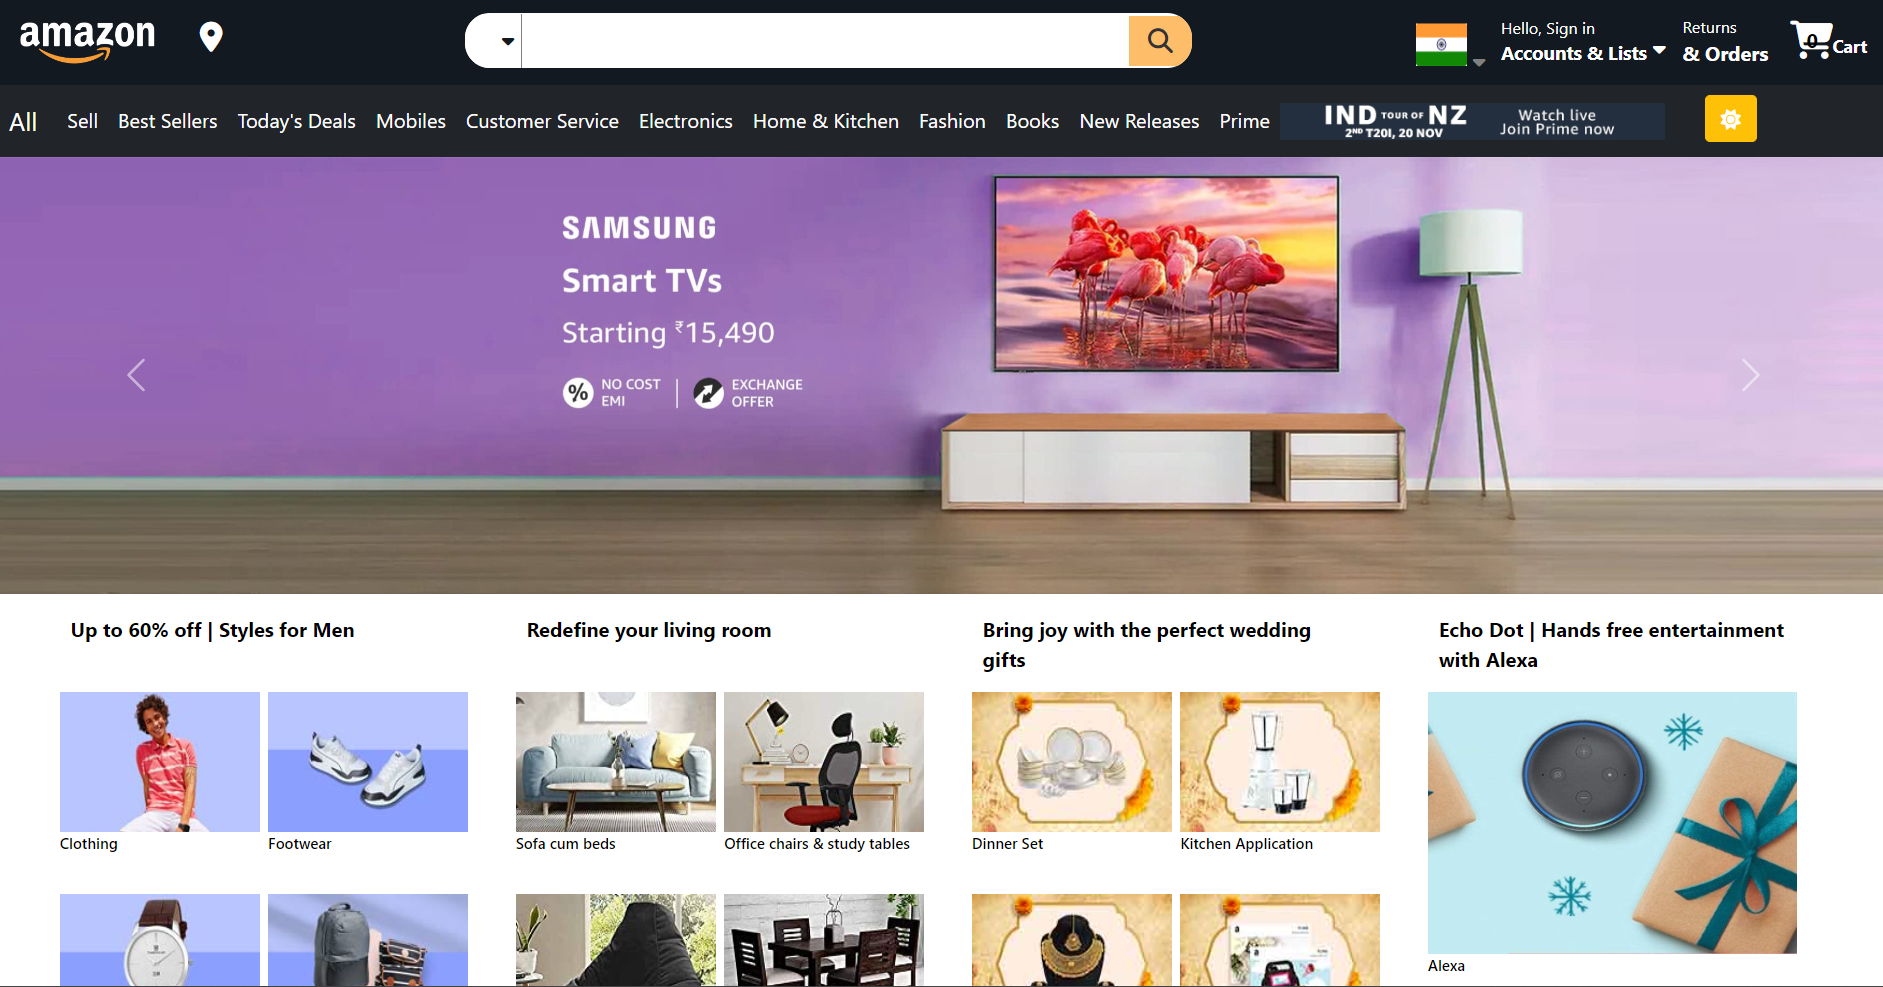 amazon
Hello, Sign in
Accounts & Lists
Returns
& Orders
0
Cart
All
Sell
Best Sellers
Today's Deals
Mobiles
Customer Service
Electronics
Home & Kitchen
Fashion
Books
New Releases
Prime
IND TOUR OF NZ
2ND T20I, 20 NOV
Watch live
Join Prime now
SAMSUNG
Smart TVs
Starting ₹15,490
%
NO COST
EMI
EXCHANGE
OFFER
Up to 60% off | Styles for Men
Redefine your living room
Bring joy with the perfect wedding
gifts
Echo Dot | Hands free entertainment
with Alexa
Clothing
Footwear
Sofa cum beds
Office chairs & study tables
Dinner Set
Kitchen Application
Alexa